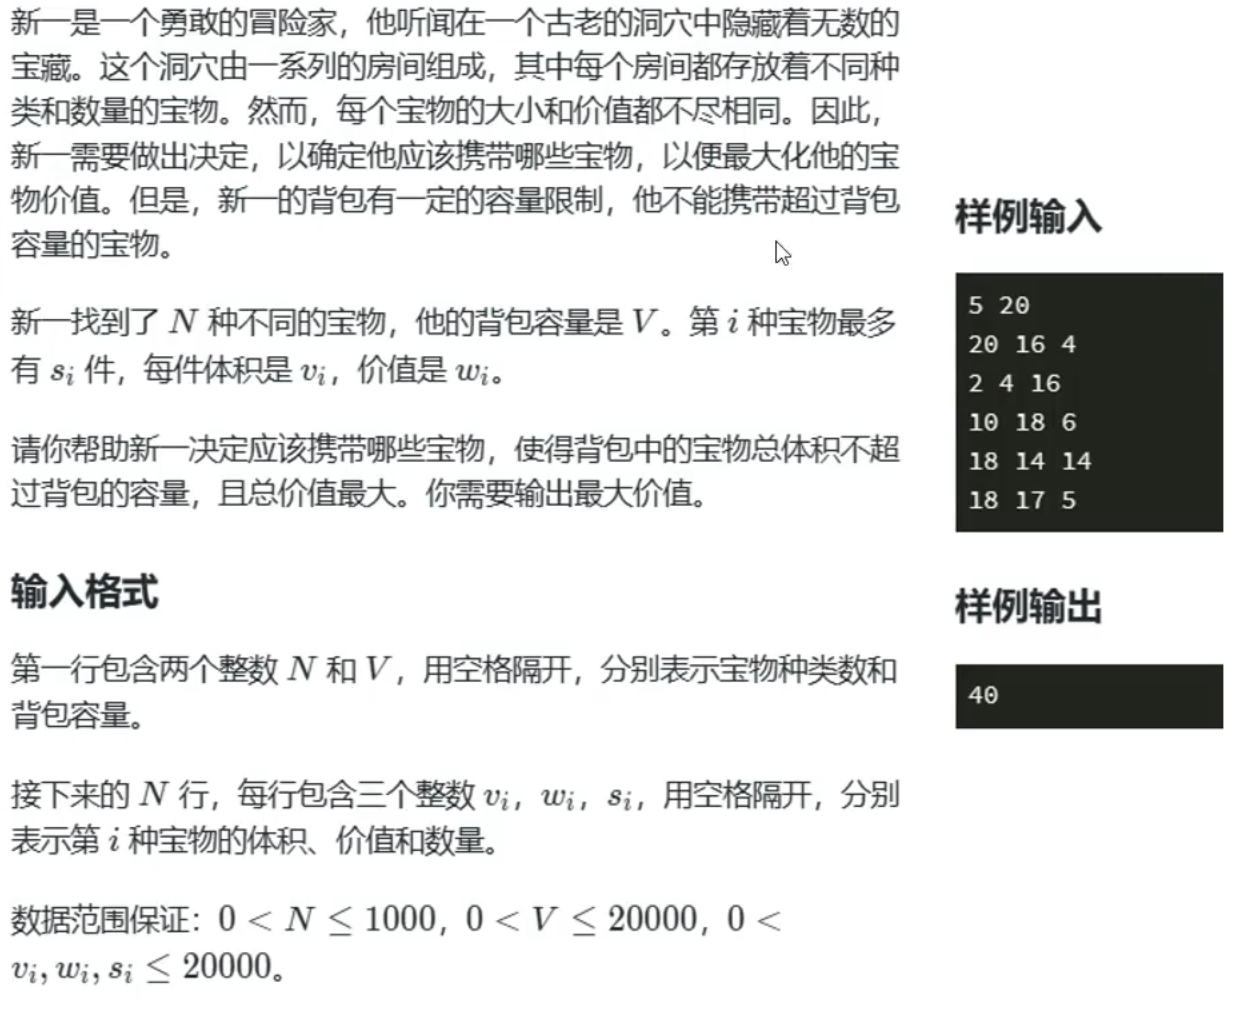 新一是一个勇敢的冒险家，他听闻在一个古老的洞穴中隐藏着无数的
宝藏。这个洞穴由一系列的房间组成，其中每个房间都存放着不同种
类和数量的宝物。然而，每个宝物的大小和价值都不尽相同。因此，
新一需要做出决定，以确定他应该携带哪些宝物，以便最大化他的宝
物价值。但是，新一的背包有一定的容量限制，他不能携带超过背包
容量的宝物。
新一找到了 N 种不同的宝物，他的背包容量是 V。第 i 种宝物最多
有 s_i 件，每件体积是 v_i，价值是 w_i。
请你帮助新一决定应该携带哪些宝物，使得背包中的宝物总体积不超
过背包的容量，且总价值最大。你需要输出最大价值。
输入格式
第一行包含两个整数 N 和 V，用空格隔开，分别表示宝物种类数和
背包容量。
接下来的 N 行，每行包含三个整数 v_i，w_i，s_i，用空格隔开，分别
表示第 i 种宝物的体积、价值和数量。
数据范围保证：0 < N ≤ 1000，0 < V ≤ 20000，0 <
v_i, w_i, s_i ≤ 20000。
样例输入
5 20
20 16 4
2 4 16
10 18 6
18 14 14
18 17 5
样例输出
40